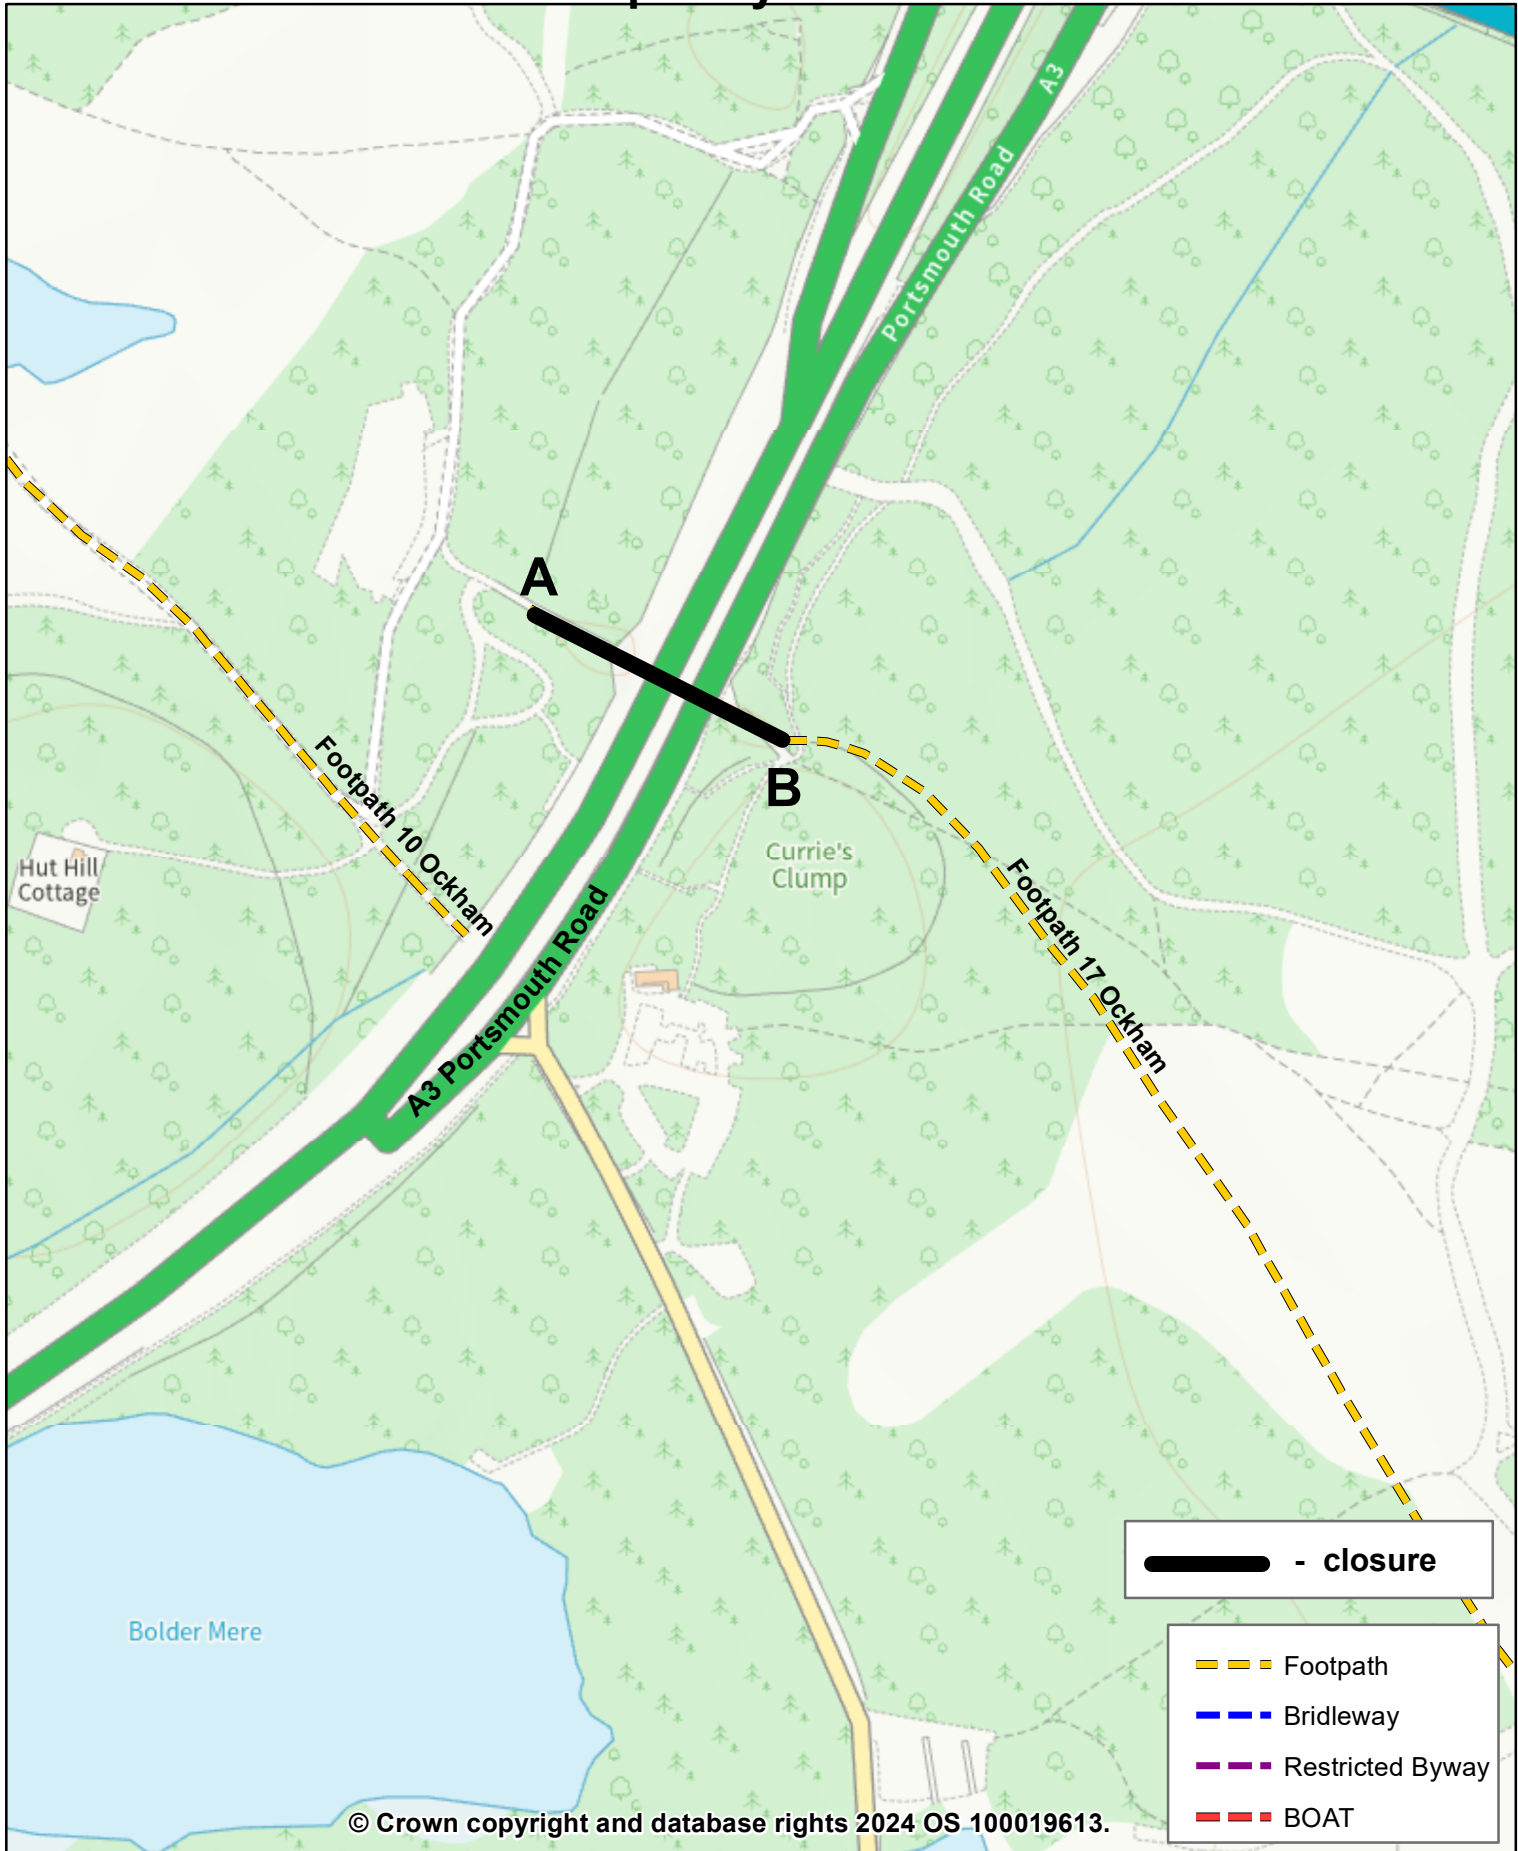 A3
Portsmouth Road
A
Footpath 10 Ockham
B
Hut Hill
Cottage
Currie's
Clump
Footpath 17 Ockham
A3 Portsmouth Road
- closure
Bolder Mere
Footpath
Bridleway
Restricted Byway
BOAT
© Crown copyright and database rights 2024 OS 100019613.